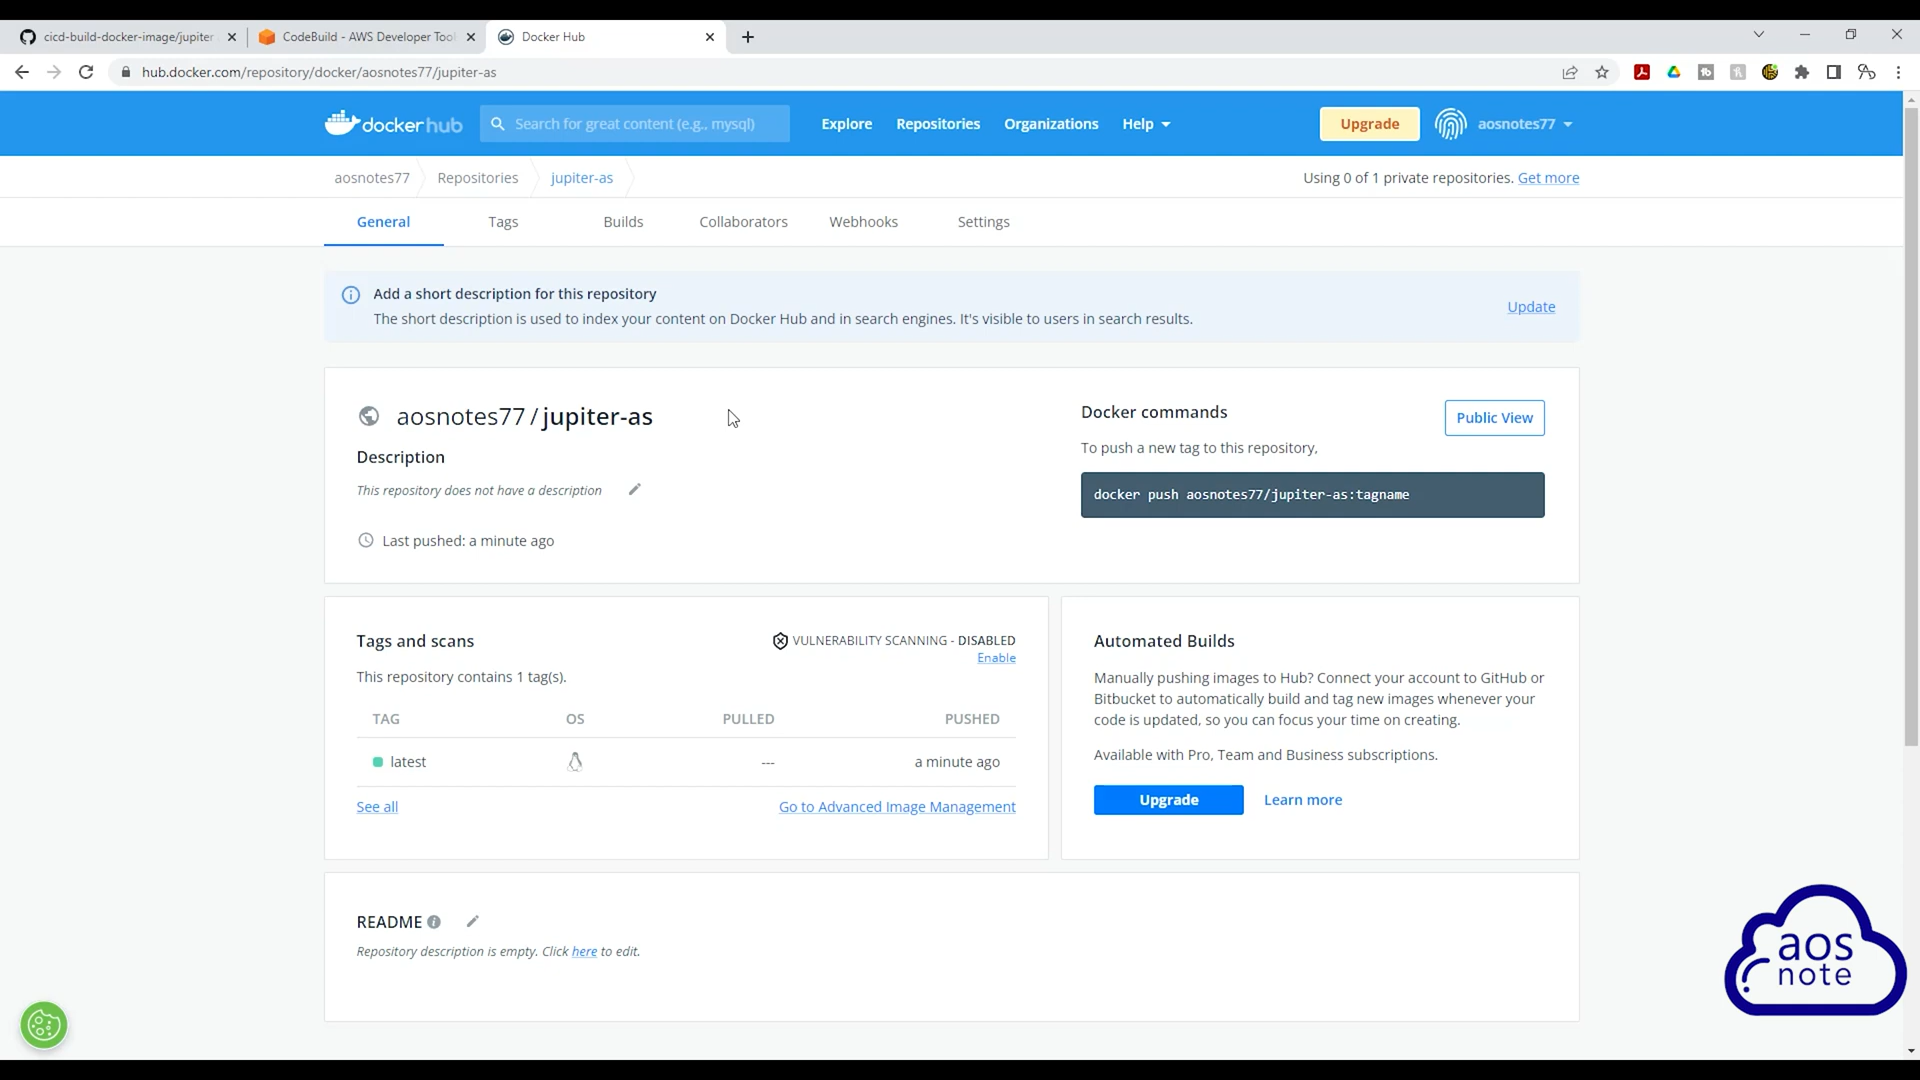 cicd-build-docker-image/jupiter
CodeBuild - AWS Developer Tool
Docker Hub
hub.docker.com/repository/docker/aosnotes77/jupiter-as
docker hub
Search for great content (e.g., mysql)
Explore
Repositories
Organizations
Help
Upgrade
aosnotes77
aosnotes77
Repositories
jupiter-as
Using 0 of 1 private repositories. Get more
General
Tags
Builds
Collaborators
Webhooks
Settings
Add a short description for this repository
The short description is used to index your content on Docker Hub and in search engines. It's visible to users in search results.
Update
aosnotes77 / jupiter-as
Description
This repository does not have a description
Last pushed: a minute ago
Docker commands
Public View
To push a new tag to this repository,
docker push aosnotes77/jupiter-as:tagname
Tags and scans
VULNERABILITY SCANNING - DISABLED
Enable
This repository contains 1 tag(s).
TAG OS PULLED PUSHED
latest --- a minute ago
See all
Go to Advanced Image Management
Automated Builds
Manually pushing images to Hub? Connect your account to GitHub or
Bitbucket to automatically build and tag new images whenever your
code is updated, so you can focus your time on creating.
Available with Pro, Team and Business subscriptions.
Upgrade
Learn more
README
Repository description is empty. Click here to edit.
aos
note